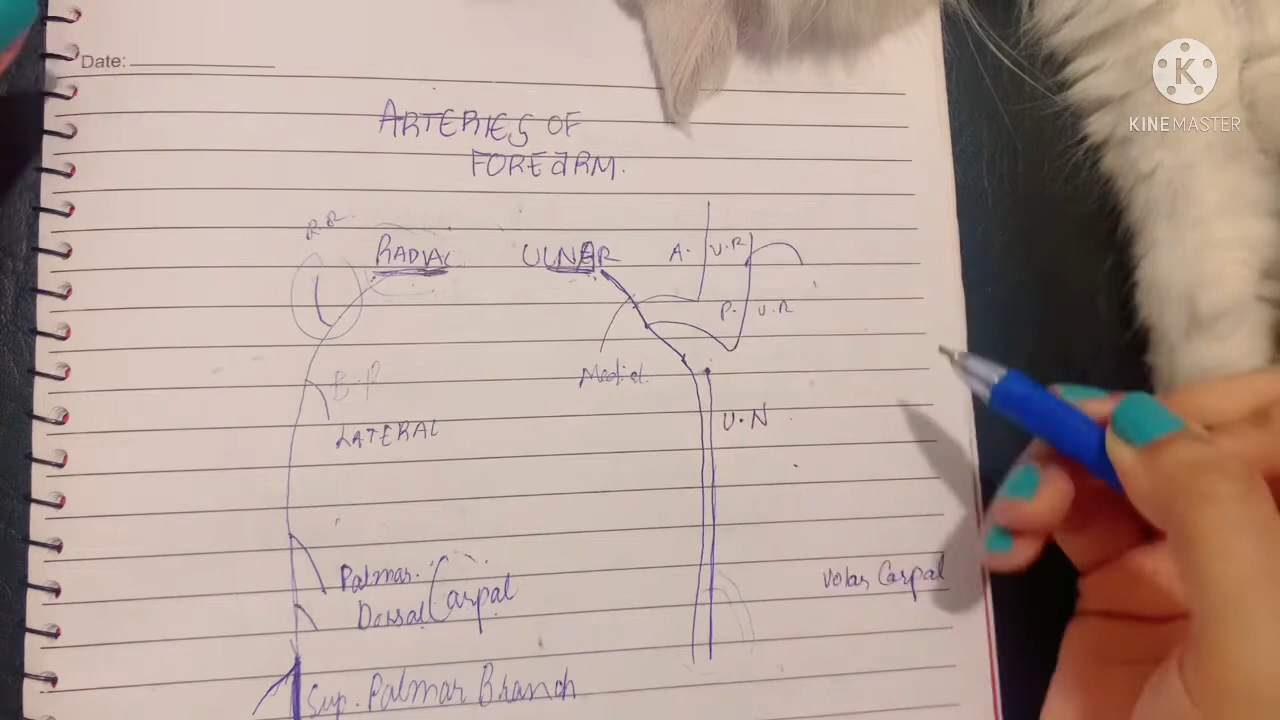 Date:
KINEMASTER
ARTERIES OF
FOREARM.
R R
RADIAL
ULNAR
A. U.R
P. U.R
B.P
Medial
LATERAL
U.N
Palmar
Dorsal Carpal
Volar Carpal
Sup. Palmar Branch